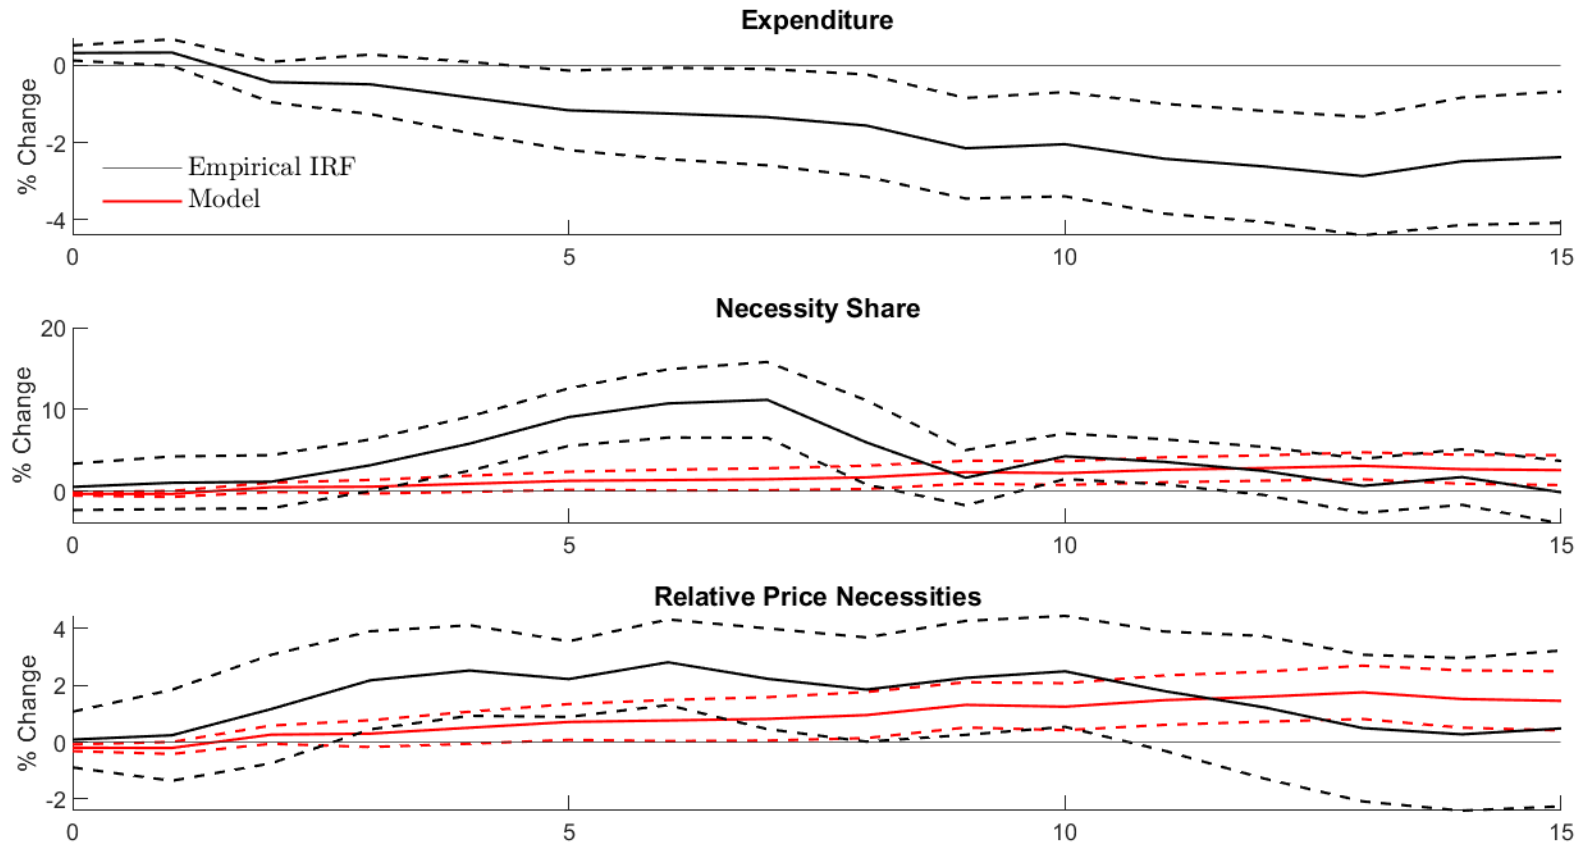 Expenditure
% Change
0
-2
-4
Empirical IRF
Model
0 5 10 15
Necessity Share
% Change
20
10
0
0 5 10 15
Relative Price Necessities
% Change
4
2
0
-2
0 5 10 15